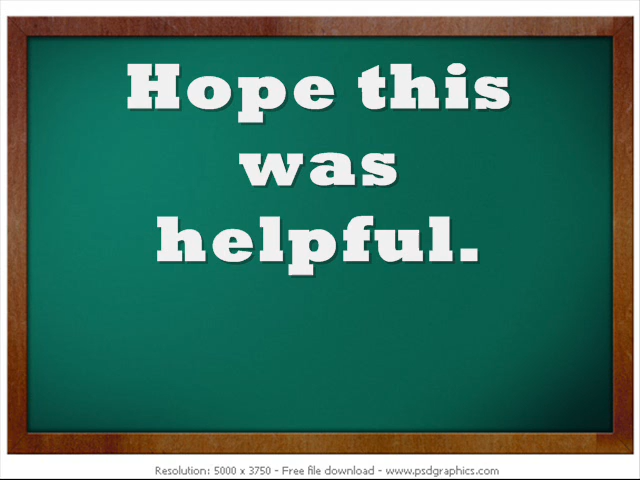 Hope this
was
helpful.
Resolution: 5000 x 3750 - Free file download - www.psdgraphics.com